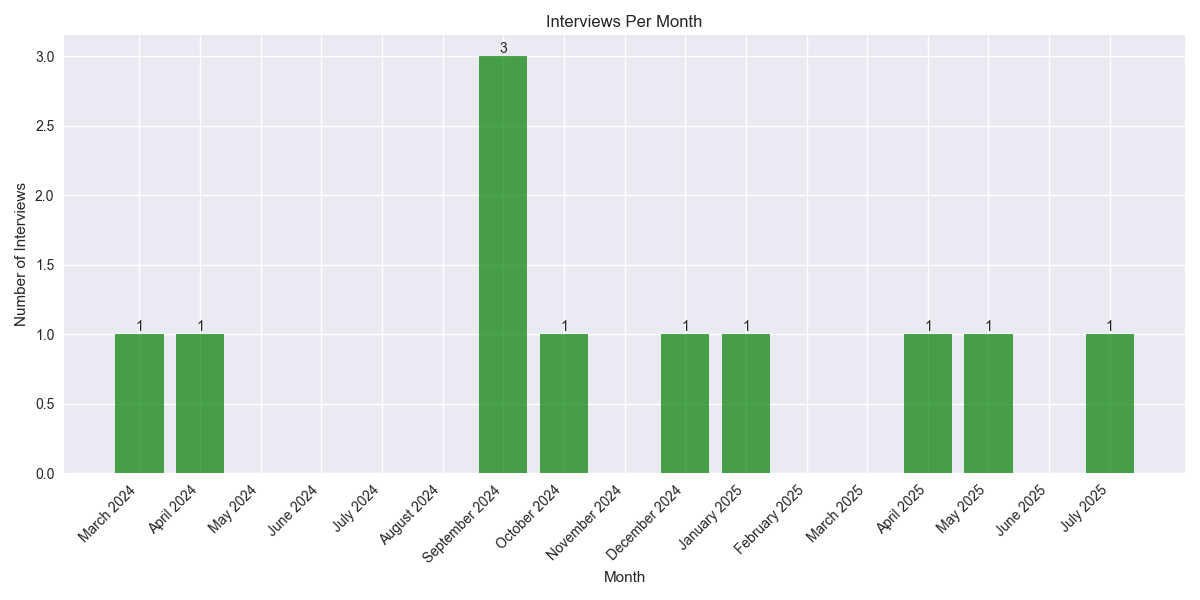 Interviews Per Month
Number of Interviews
3.0
2.5
2.0
1.5
1.0
0.5
0.0
1
1
3
1
1
1
1
1
1
March 2024
April 2024
May 2024
June 2024
July 2024
August 2024
September 2024
October 2024
November 2024
December 2024
January 2025
February 2025
March 2025
April 2025
May 2025
June 2025
July 2025
Month